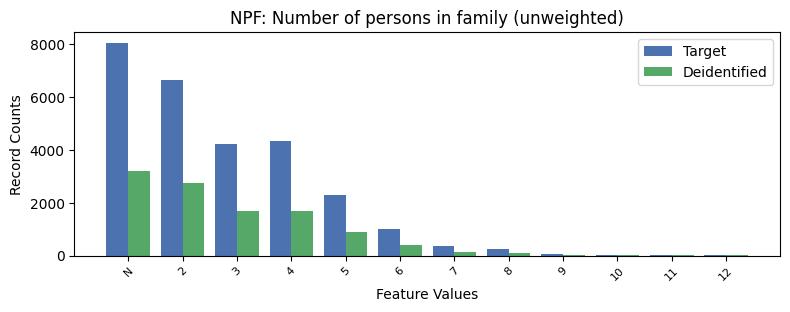 NPF: Number of persons in family (unweighted)
Target
Deidentified
Record Counts
8000
6000
4000
2000
0
N 2 3 4 5 6 7 8 9 10 11 12
Feature Values